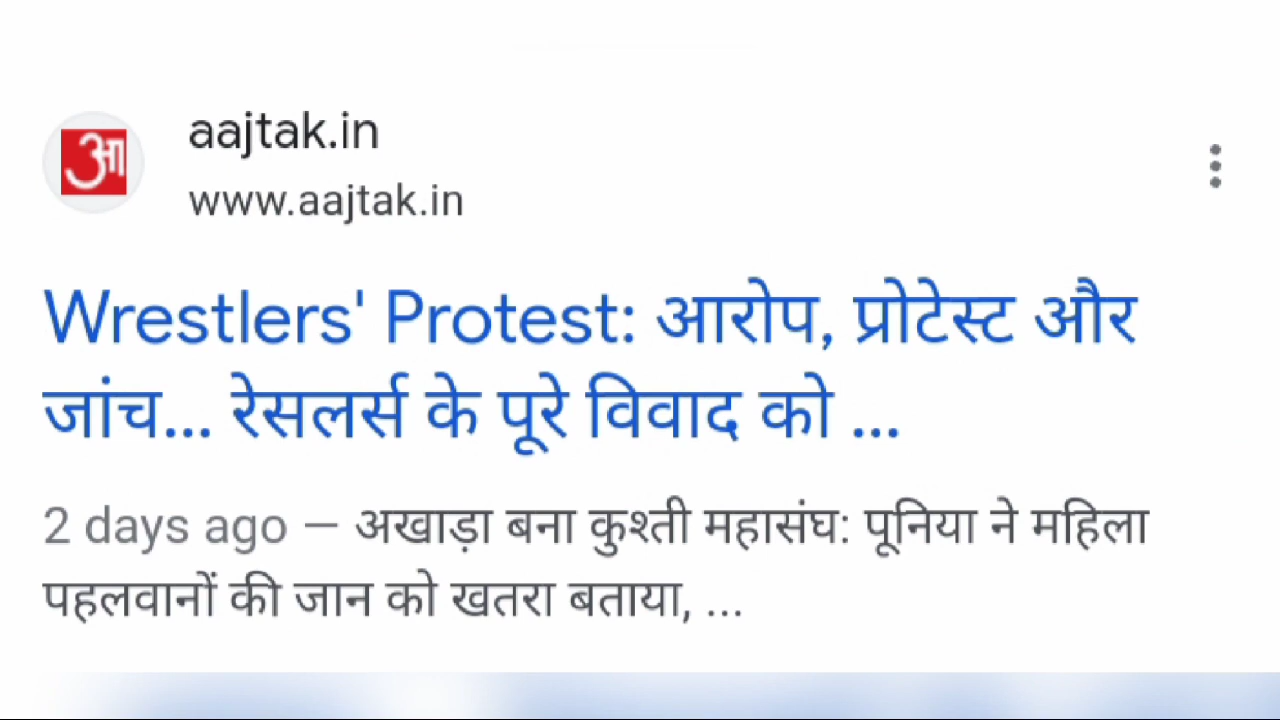 आ
aajtak.in
www.aajtak.in
Wrestlers' Protest: आरोप, प्रोटेस्ट और
जांच... रेसलर्स के पूरे विवाद को ...
2 days ago — अखाड़ा बना कुश्ती महासंघ: पूनिया ने महिला
पहलवानों की जान को खतरा बताया, ...